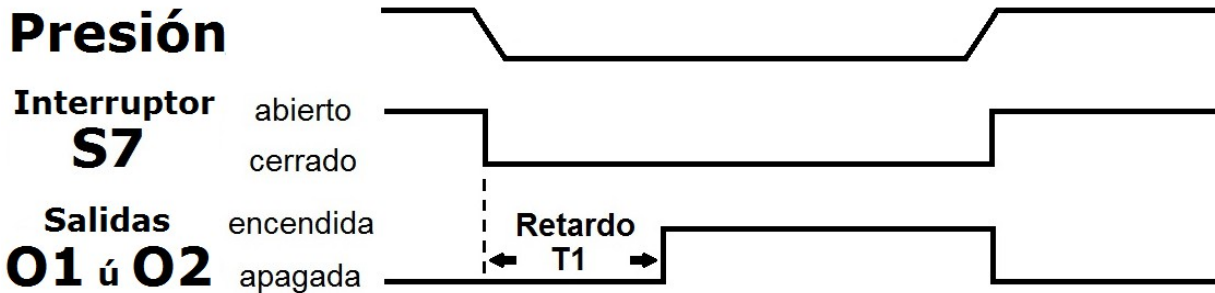 Presión
Interruptor abierto
S7 cerrado
Salidas encendida
O1 ú O2 apagada
Retardo
T1